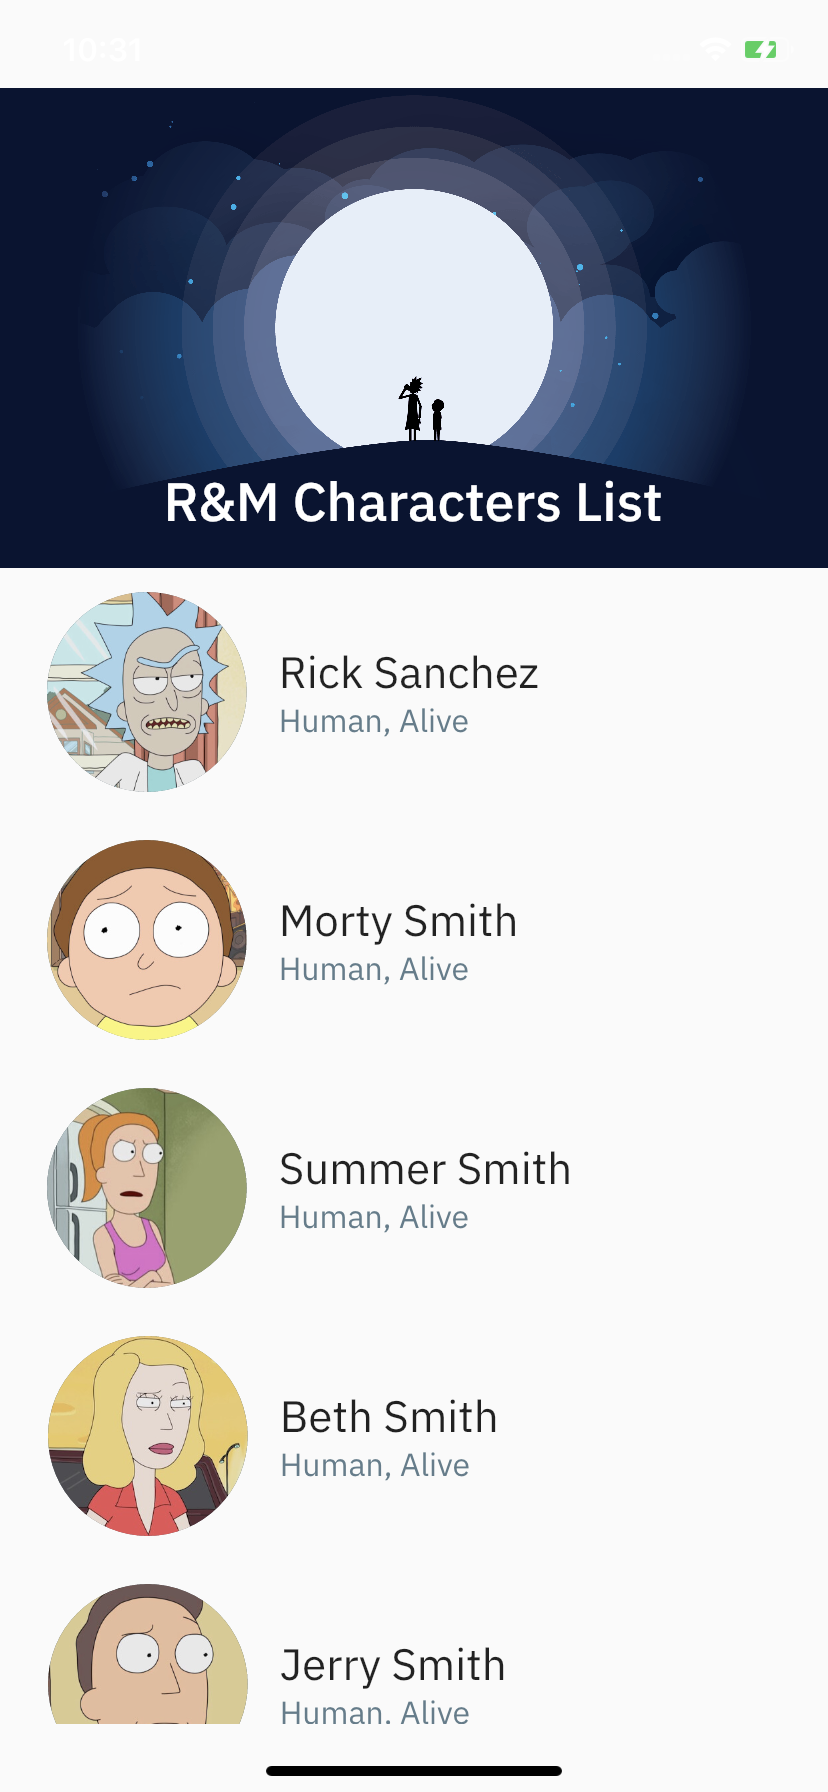 10:31
R&M Characters List
Rick Sanchez
Human, Alive
Morty Smith
Human, Alive
Summer Smith
Human, Alive
Beth Smith
Human, Alive
Jerry Smith
Human, Alive